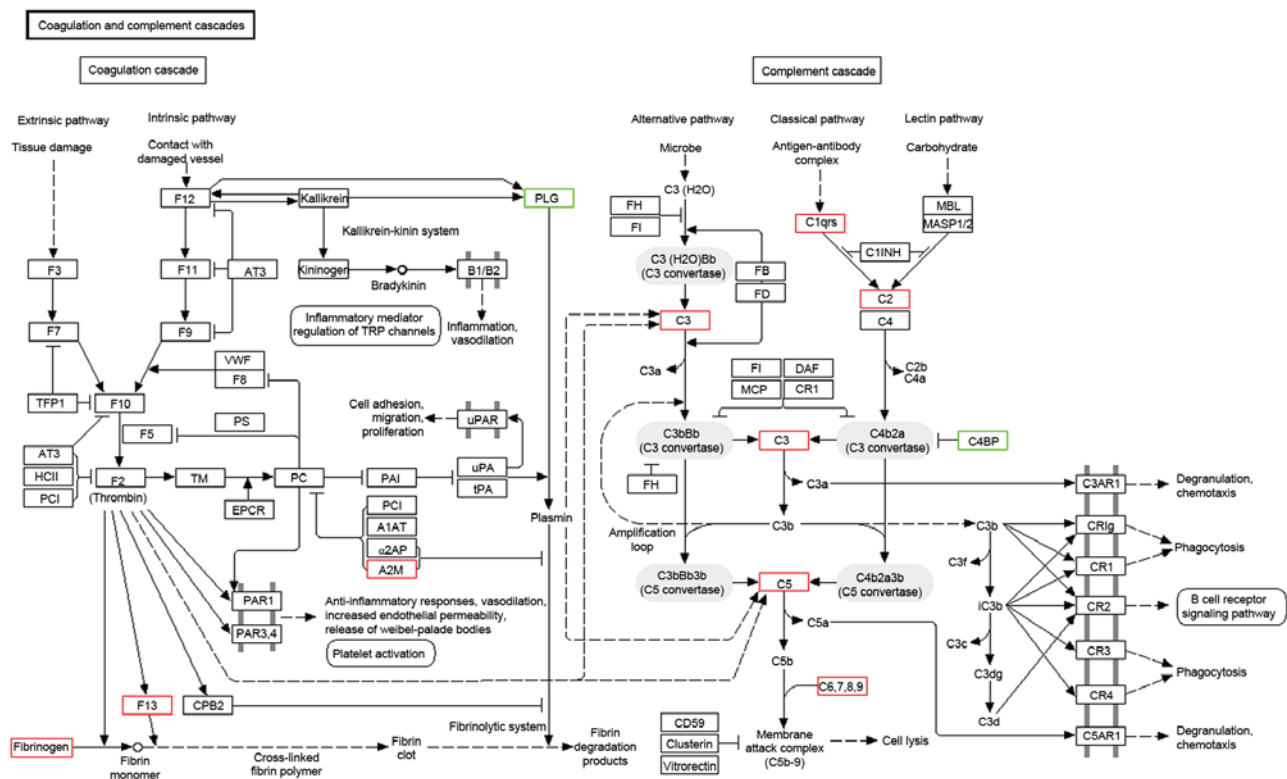 Coagulation and complement cascades
Coagulation cascade
Complement cascade
Extrinsic pathway
Intrinsic pathway
Alternative pathway
Classical pathway
Lectin pathway
Tissue damage
Contact with
damaged vessel
Microbe
Antigen-antibody
complex
Carbohydrate
F12
Kallikrein
PLG
C3 (H2O)
FH
FI
C1qrs
MBL
MASP1/2
Kallikrein-kinin system
C1INH
F3
F11
AT3
Kininogen
Bradykinin
B1/B2
C3 (H2O)Bb
(C3 convertase)
FB
FD
C2
C4
Inflammatory mediator
regulation of TRP channels
Inflammation,
vasodilation
C3
F7
F9
VWF
F8
C3a
FI
DAF
MCP
CR1
C2b
C4a
TFP1
F10
Cell adhesion,
migration,
proliferation
uPAR
PS
F5
C3bBb
(C3 convertase)
C3
C4b2a
(C3 convertase)
C4BP
AT3
HCII
PCI
F2
(Thrombin)
TM
PC
PAI
uPA
tPA
EPCR
FH
C3a
C3AR1
Degranulation,
chemotaxis
PCI
A1AT
α2AP
A2M
Plasmin
Amplification
loop
C3b
C3b
CRIg
Phagocytosis
C3f
CR1
C3bBb3b
(C5 convertase)
C5
C4b2a3b
(C5 convertase)
PAR1
PAR3,4
Anti-inflammatory responses, vasodilation,
increased endothelial permeability,
release of weibel-palade bodies
Platelet activation
iC3b
CR2
B cell receptor
signaling pathway
C5a
C3c
CR3
C3dg
Phagocytosis
C5b
C6,7,8,9
CR4
C3d
F13
CPB2
Fibrinolytic system
CD59
Clusterin
Vitrorectin
Membrane
attack complex
(C5b-9)
Cell lysis
C5AR1
Degranulation,
chemotaxis
Fibrinogen
Fibrin
monomer
Cross-linked
fibrin polymer
Fibrin
clot
Fibrin
degradation
products